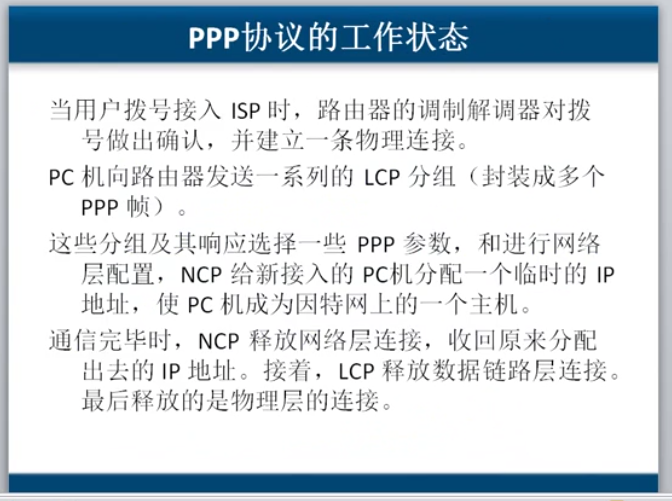 PPP协议的工作状态
当用户拨号接入 ISP 时，路由器的调制解调器对拨
号做出确认，并建立一条物理连接。
PC 机向路由器发送一系列的 LCP 分组（封装成多个
PPP 帧）。
这些分组及其响应选择一些 PPP 参数，和进行网络
层配置，NCP 给新接入的 PC机分配一个临时的 IP
地址，使 PC 机成为因特网上的一个主机。
通信完毕时，NCP 释放网络层连接，收回原来分配
出去的 IP 地址。接着，LCP 释放数据链路层连接。
最后释放的是物理层的连接。